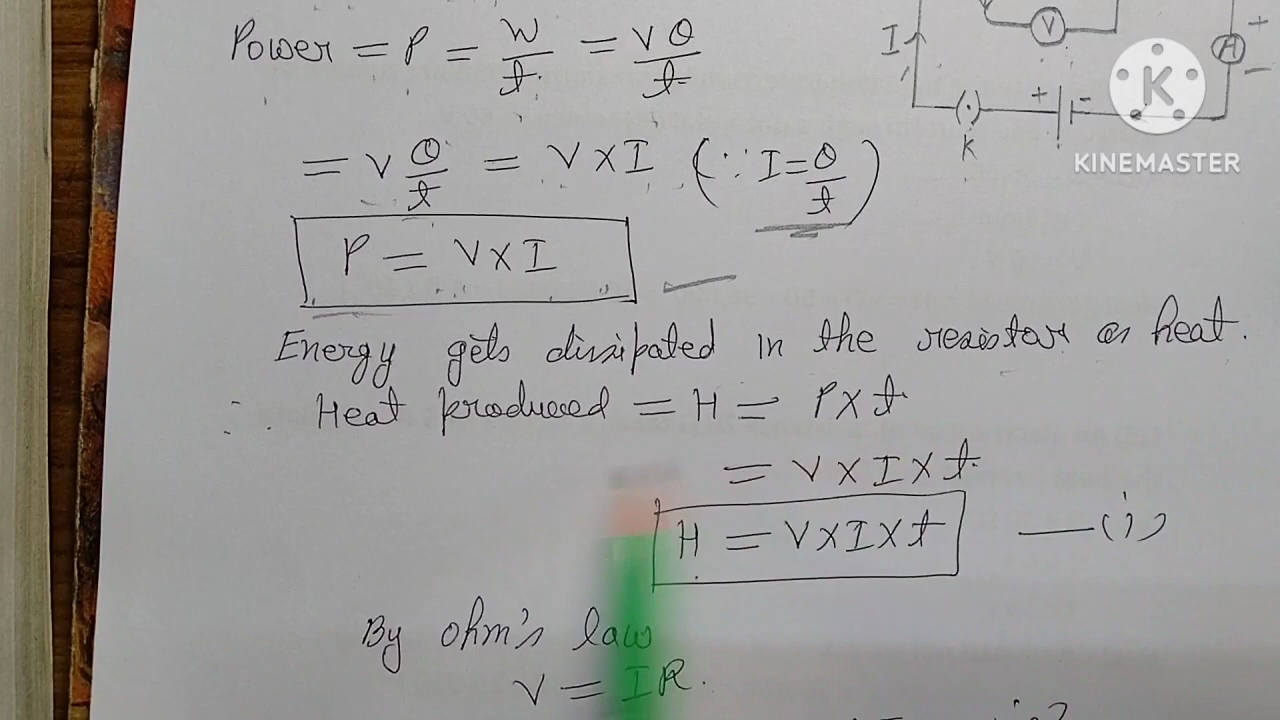 Power = P = W/t = VQ/t
= V Q/t = V×I (∵ I = Q/t)
P = V×I
Energy gets dissipated in the resistor as heat.
∴ Heat produced = H = P×t
= V×I×t
H = V×I×t —(i)
By ohm's law
V = IR.
I
V
A
+
-
+
-
K
K
KINEMASTER